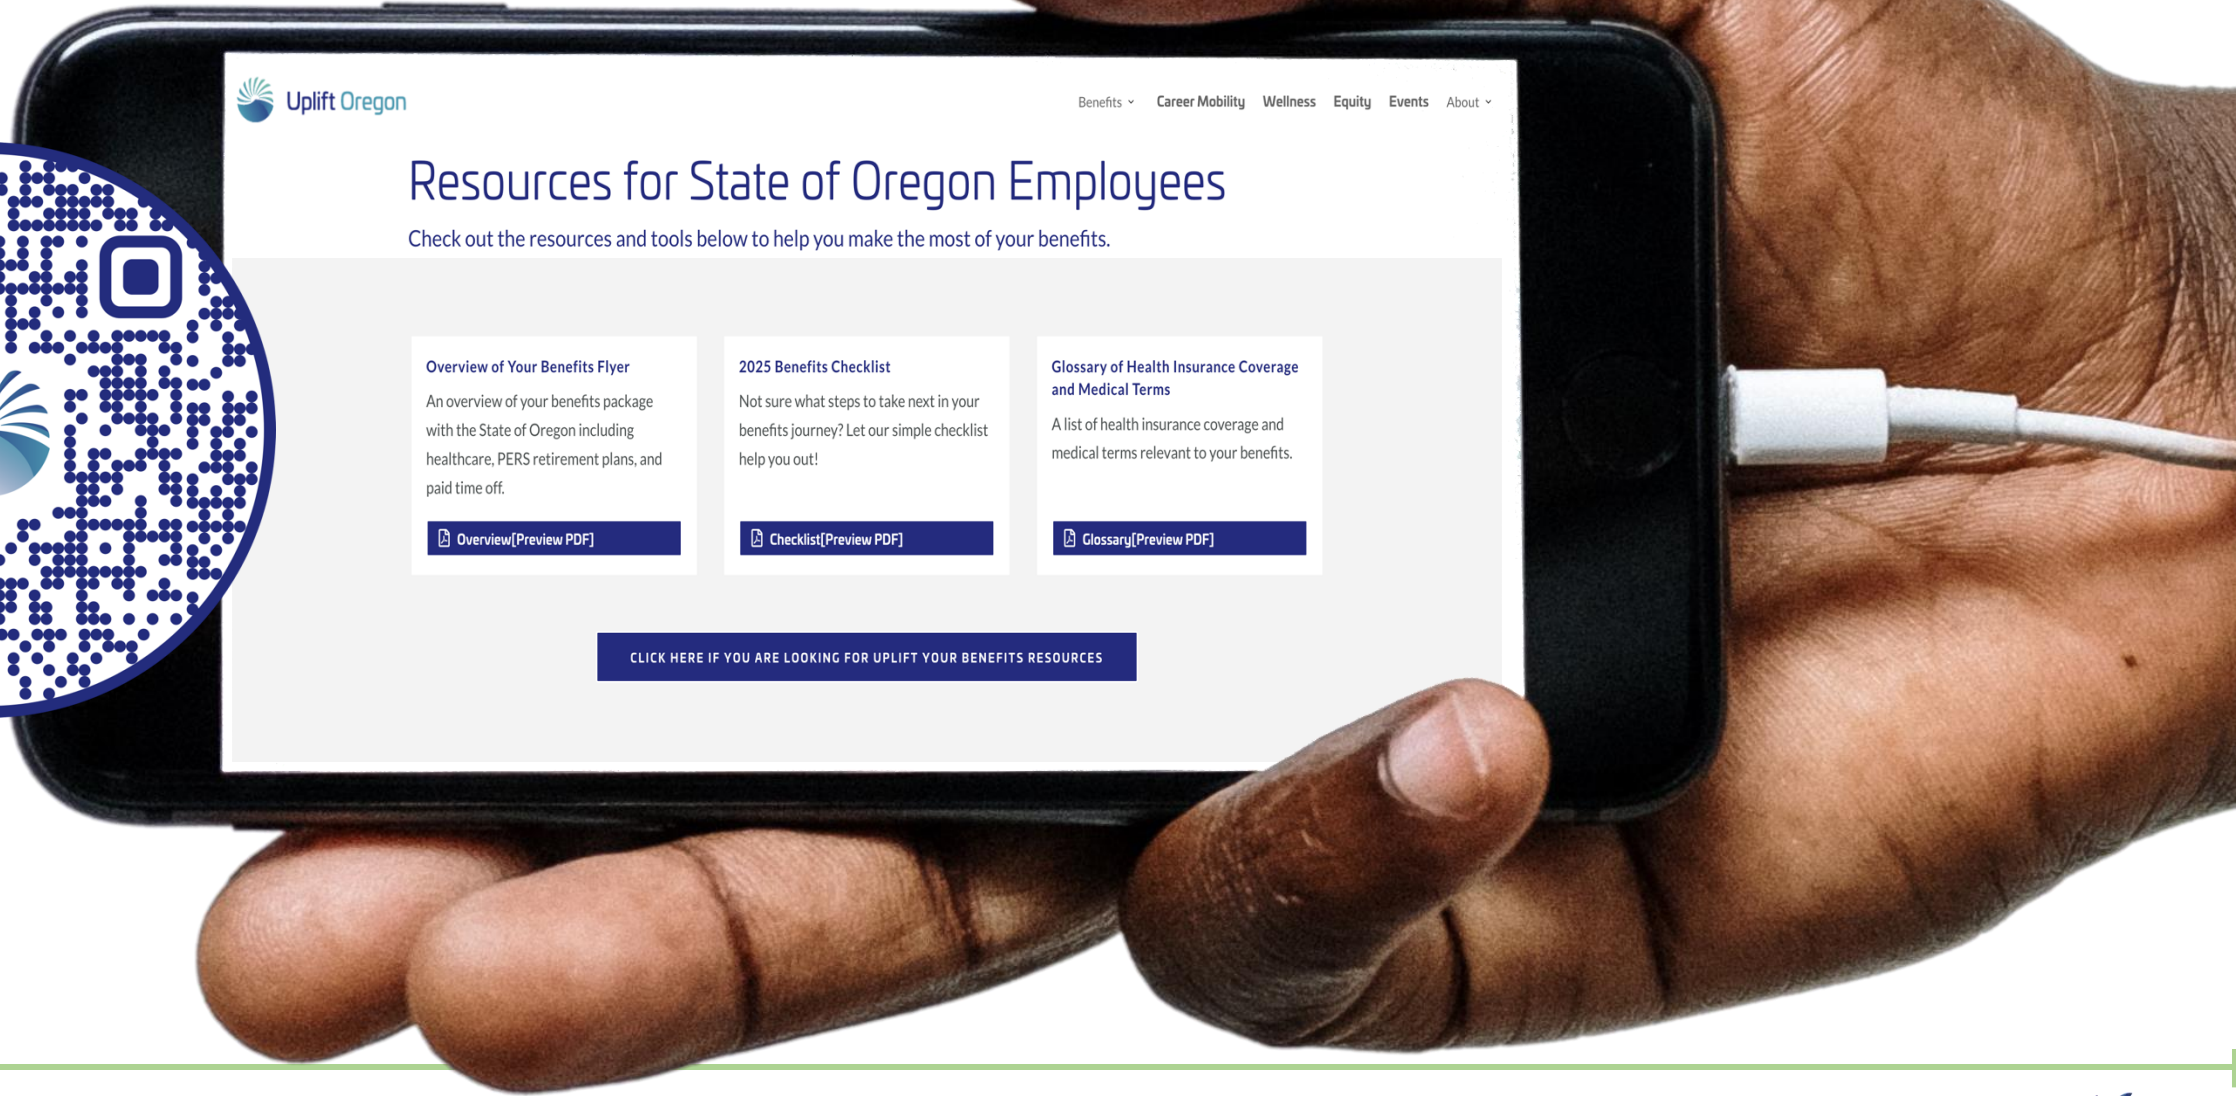 Uplift Oregon
Benefits
Career Mobility
Wellness
Equity
Events
About
Resources for State of Oregon Employees
Check out the resources and tools below to help you make the most of your benefits.
Overview of Your Benefits Flyer
An overview of your benefits package
with the State of Oregon including
healthcare, PERS retirement plans, and
paid time off.
Overview[Preview PDF]
2025 Benefits Checklist
Not sure what steps to take next in your
benefits journey? Let our simple checklist
help you out!
Checklist[Preview PDF]
Glossary of Health Insurance Coverage
and Medical Terms
A list of health insurance coverage and
medical terms relevant to your benefits.
Glossary[Preview PDF]
CLICK HERE IF YOU ARE LOOKING FOR UPLIFT YOUR BENEFITS RESOURCES